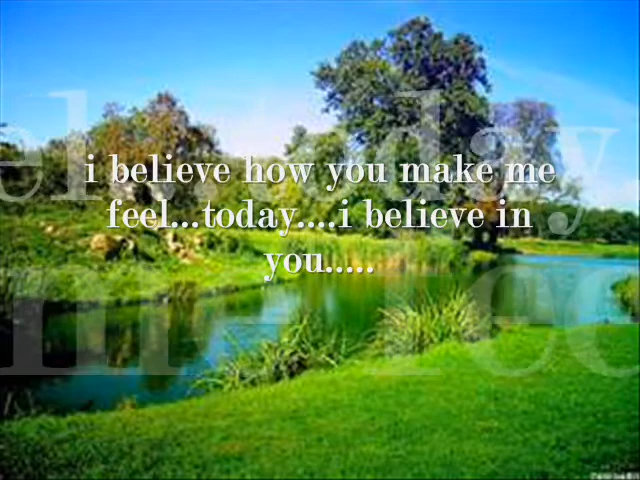 i believe how you make me
feel...today....i believe in
you.....